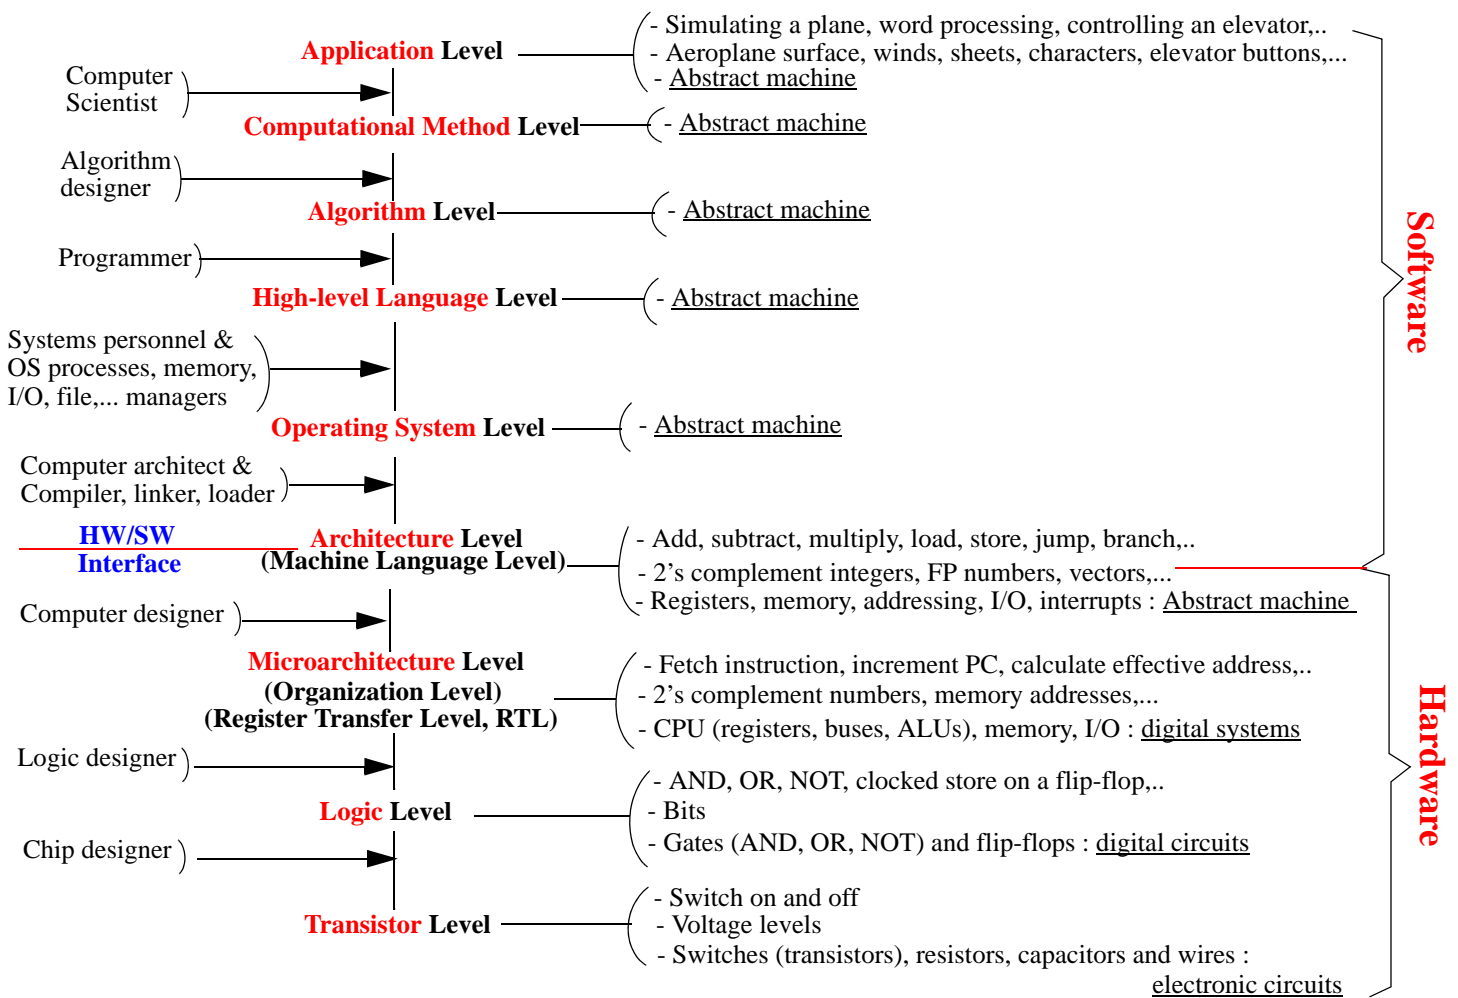 - Simulating a plane, word processing, controlling an elevator,..
Application Level
- Aeroplane surface, winds, sheets, characters, elevator buttons,...
- Abstract machine
Computer
Scientist
Computational Method Level
- Abstract machine
Algorithm
designer
Algorithm Level
- Abstract machine
Programmer
High-level Language Level
- Abstract machine
Software
Systems personnel &
OS processes, memory,
I/O, file,... managers
Operating System Level
- Abstract machine
Computer architect &
Compiler, linker, loader
HW/SW
Interface
Architecture Level
(Machine Language Level)
- Add, subtract, multiply, load, store, jump, branch,..
- 2's complement integers, FP numbers, vectors,...
- Registers, memory, addressing, I/O, interrupts : Abstract machine
Computer designer
Microarchitecture Level
(Organization Level)
(Register Transfer Level, RTL)
- Fetch instruction, increment PC, calculate effective address,..
- 2's complement numbers, memory addresses,...
- CPU (registers, buses, ALUs), memory, I/O : digital systems
Hardware
Logic designer
Logic Level
- AND, OR, NOT, clocked store on a flip-flop,..
- Bits
- Gates (AND, OR, NOT) and flip-flops : digital circuits
Chip designer
Transistor Level
- Switch on and off
- Voltage levels
- Switches (transistors), resistors, capacitors and wires :
electronic circuits